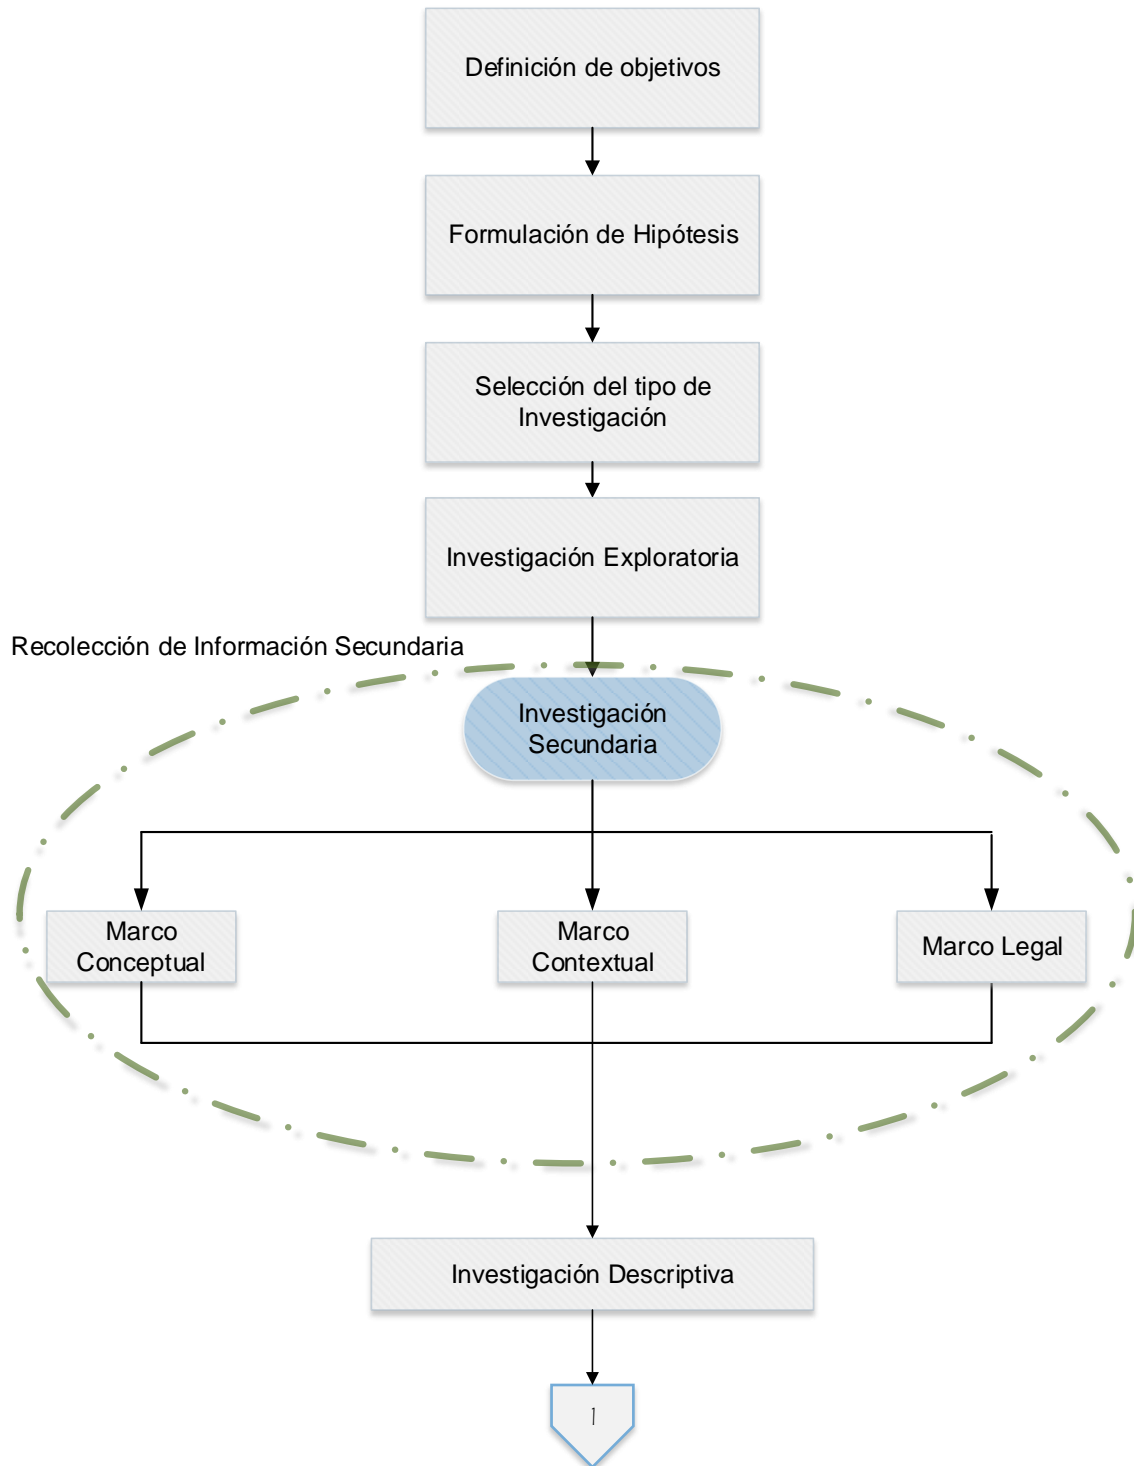 Definición de objetivos
Formulación de Hipótesis
Selección del tipo de
Investigación
Investigación Exploratoria
Recolección de Información Secundaria
Investigación
Secundaria
Marco
Conceptual
Marco
Contextual
Marco Legal
Investigación Descriptiva
1